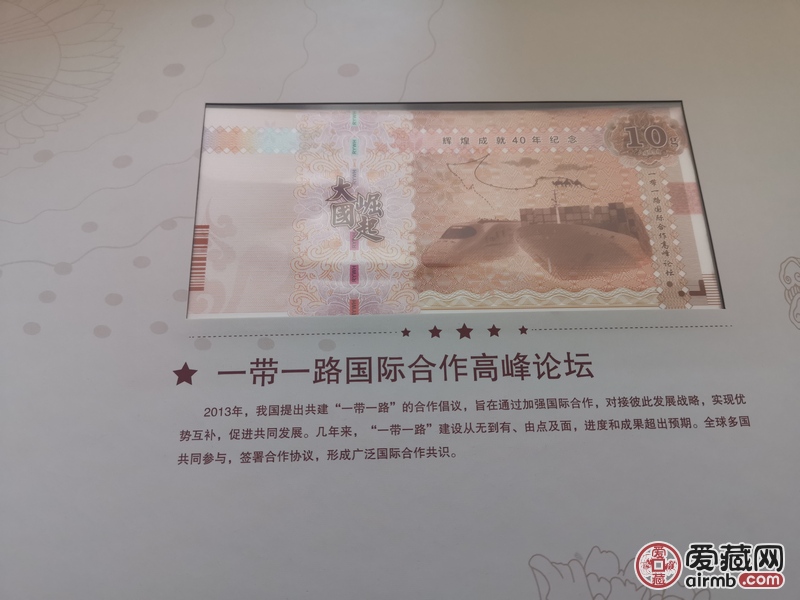 辉煌成就40年纪念
10g
大国
崛起
一带一路国际合作高峰论坛
一带一路国际合作高峰论坛
2013年，我国提出共建“一带一路”的合作倡议，旨在通过加强国际合作，对接彼此发展战略，实现优
势互补，促进共同发展。几年来，“一带一路”建设从无到有、由点及面，进度和成果超出预期。全球多国
共同参与，签署合作协议，形成广泛国际合作共识。
爱藏
爱藏网
airmb.com